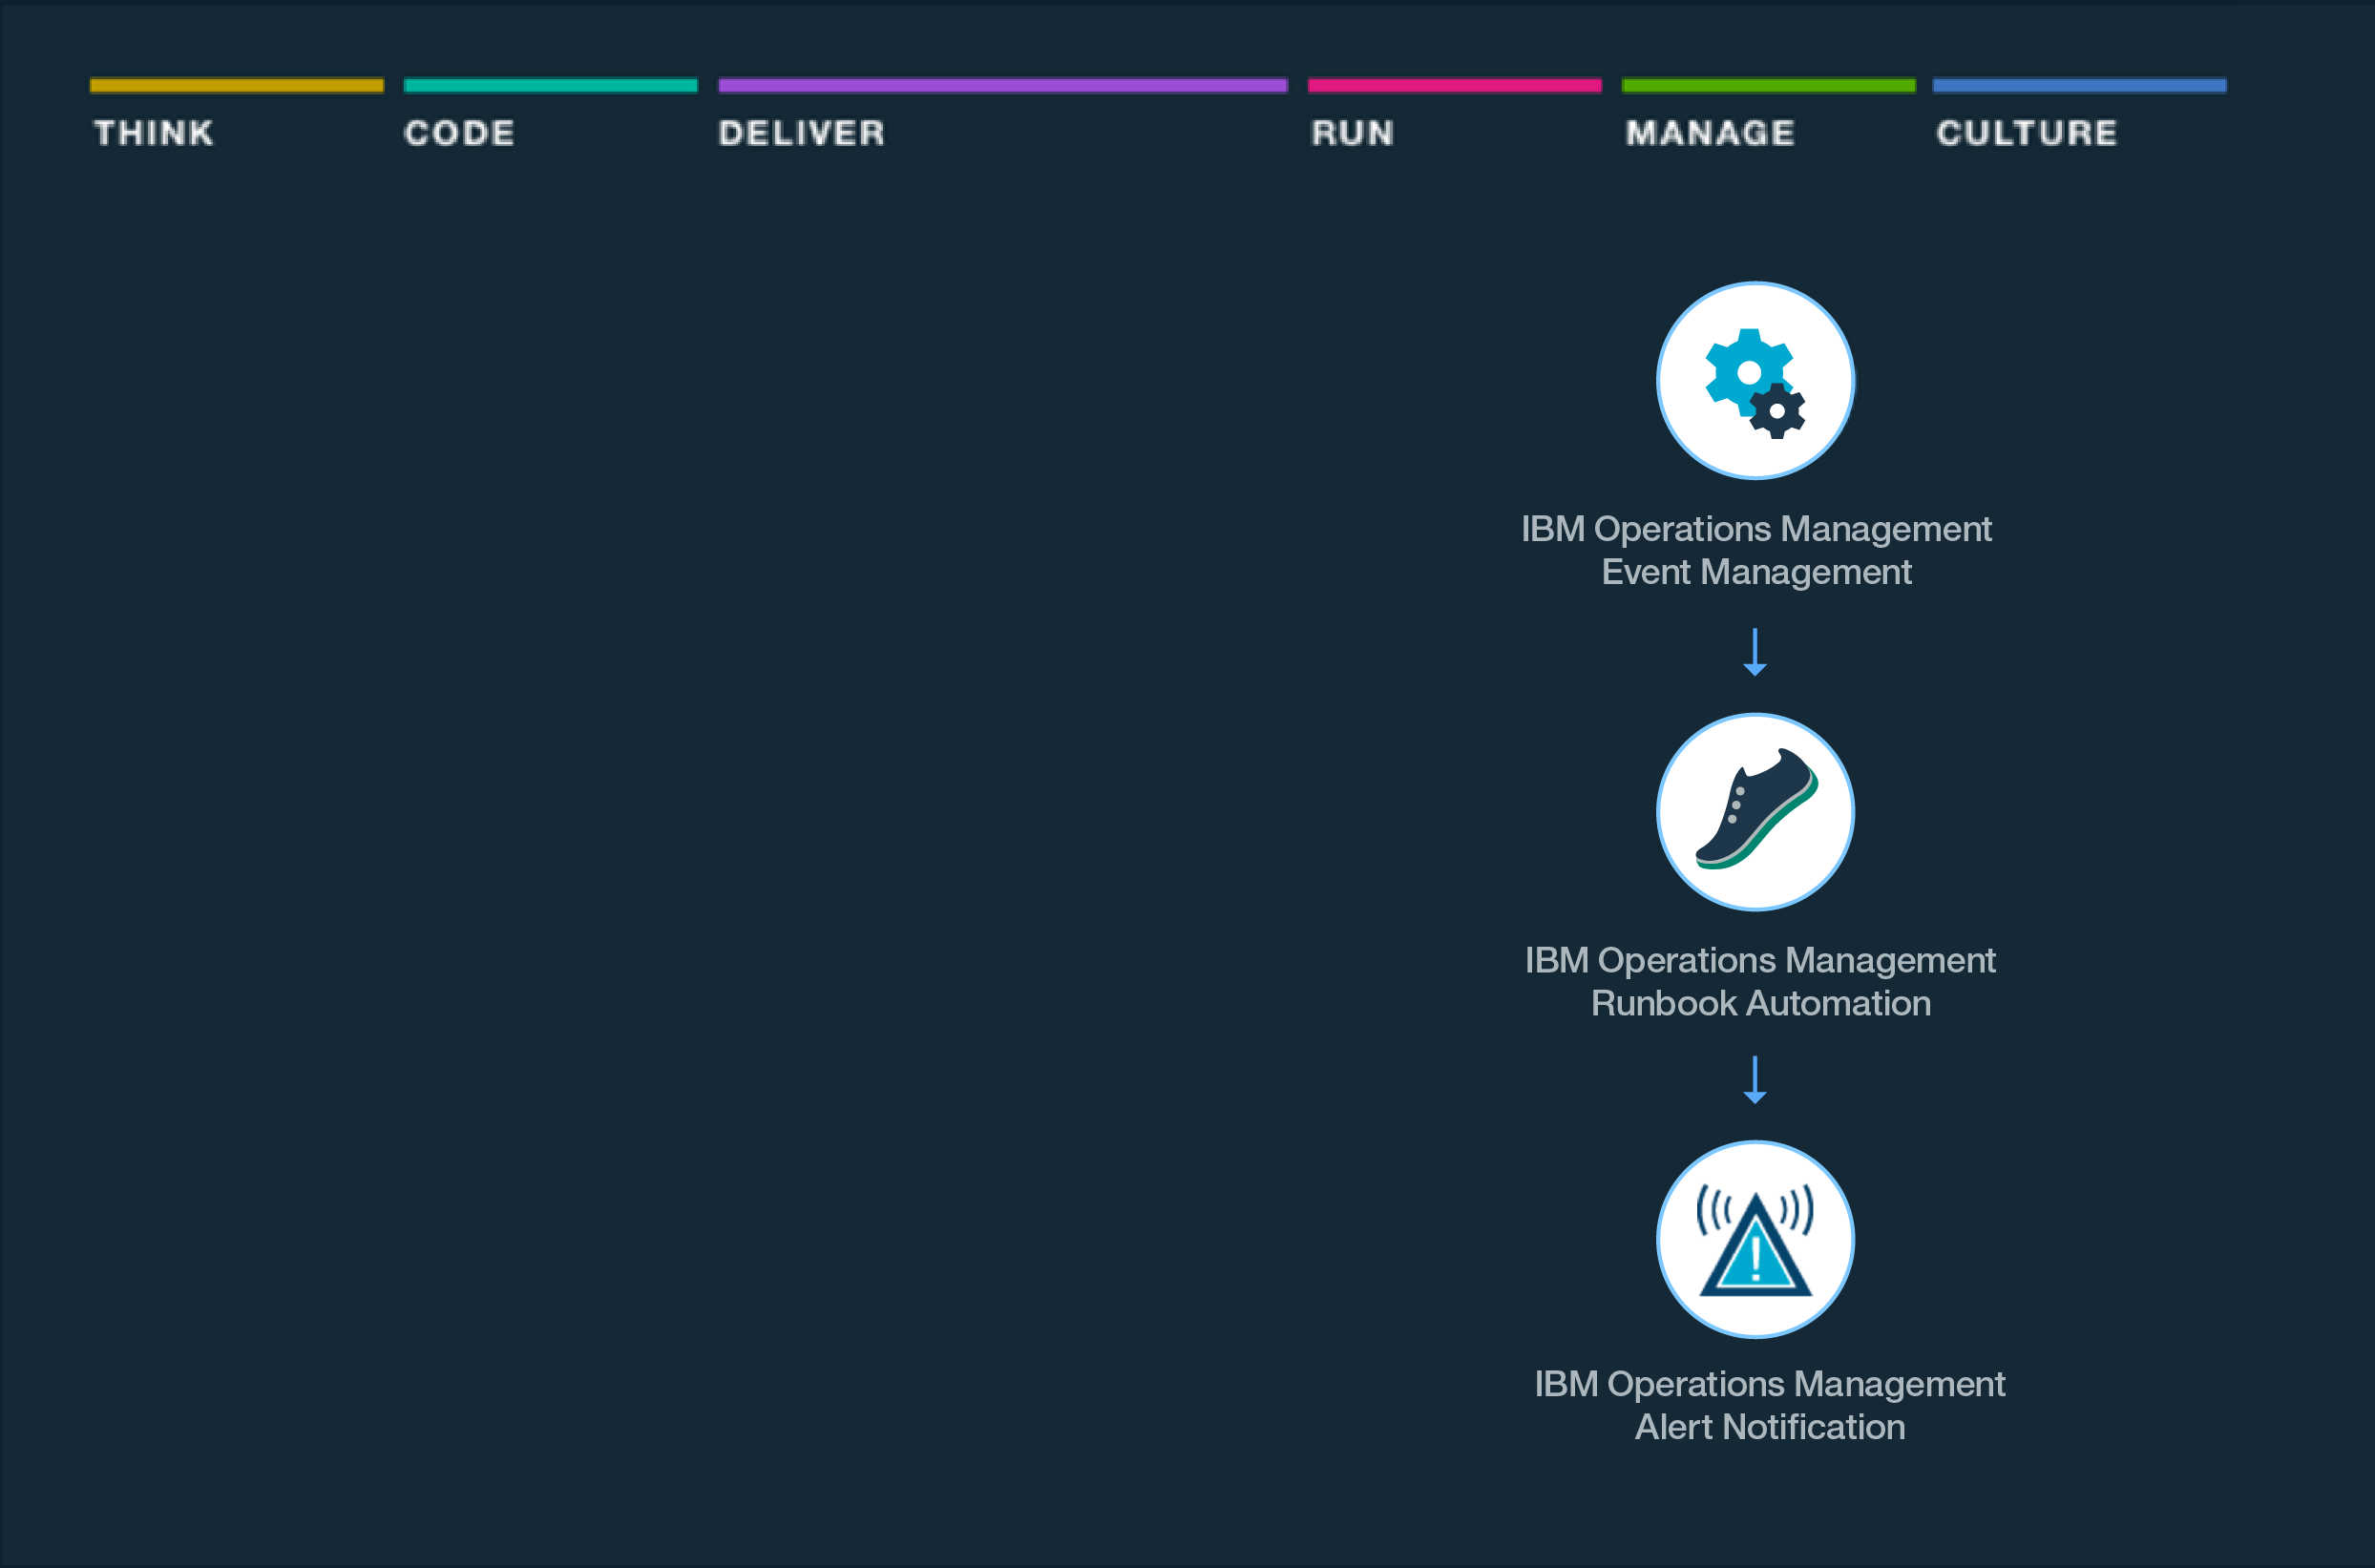 THINK
CODE
DELIVER
RUN
MANAGE
CULTURE
IBM Operations Management
Event Management
IBM Operations Management
Runbook Automation
IBM Operations Management
Alert Notification